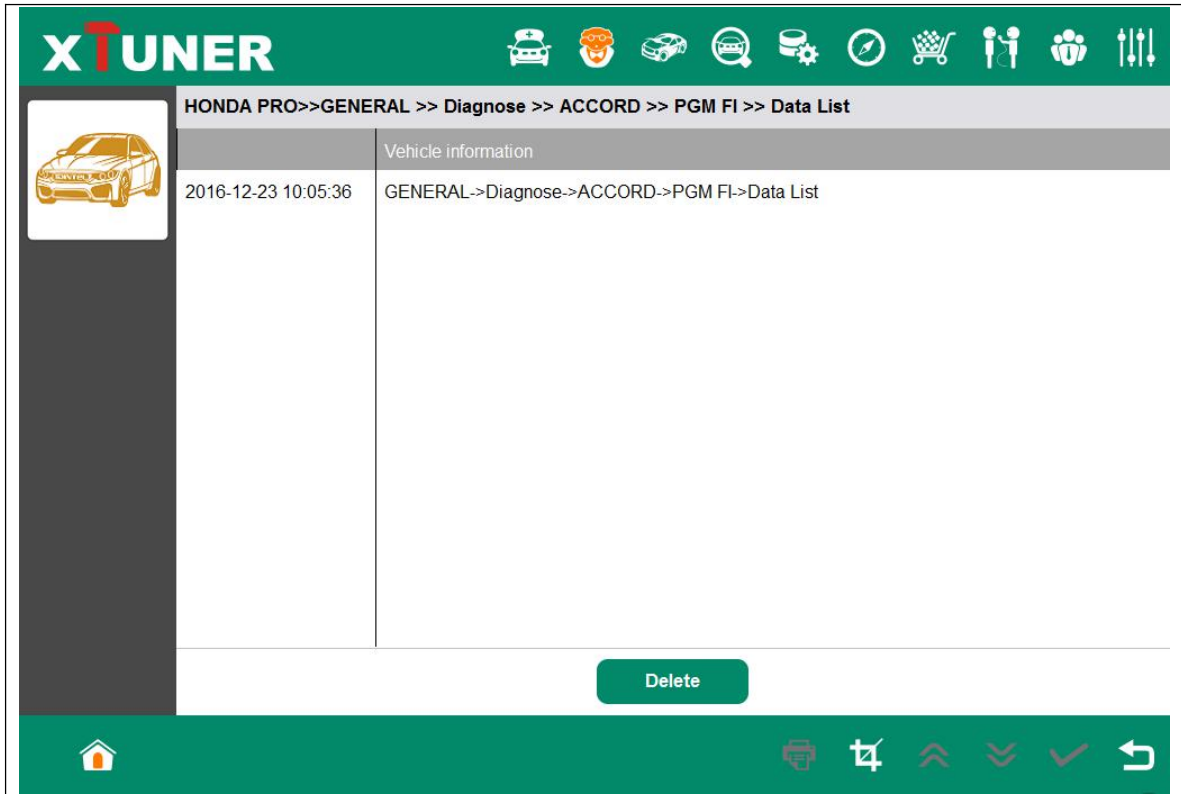 XTUNER
HONDA PRO>>GENERAL >> Diagnose >> ACCORD >> PGM FI >> Data List
Vehicle information
2016-12-23 10:05:36 GENERAL->Diagnose->ACCORD->PGM FI->Data List
Delete